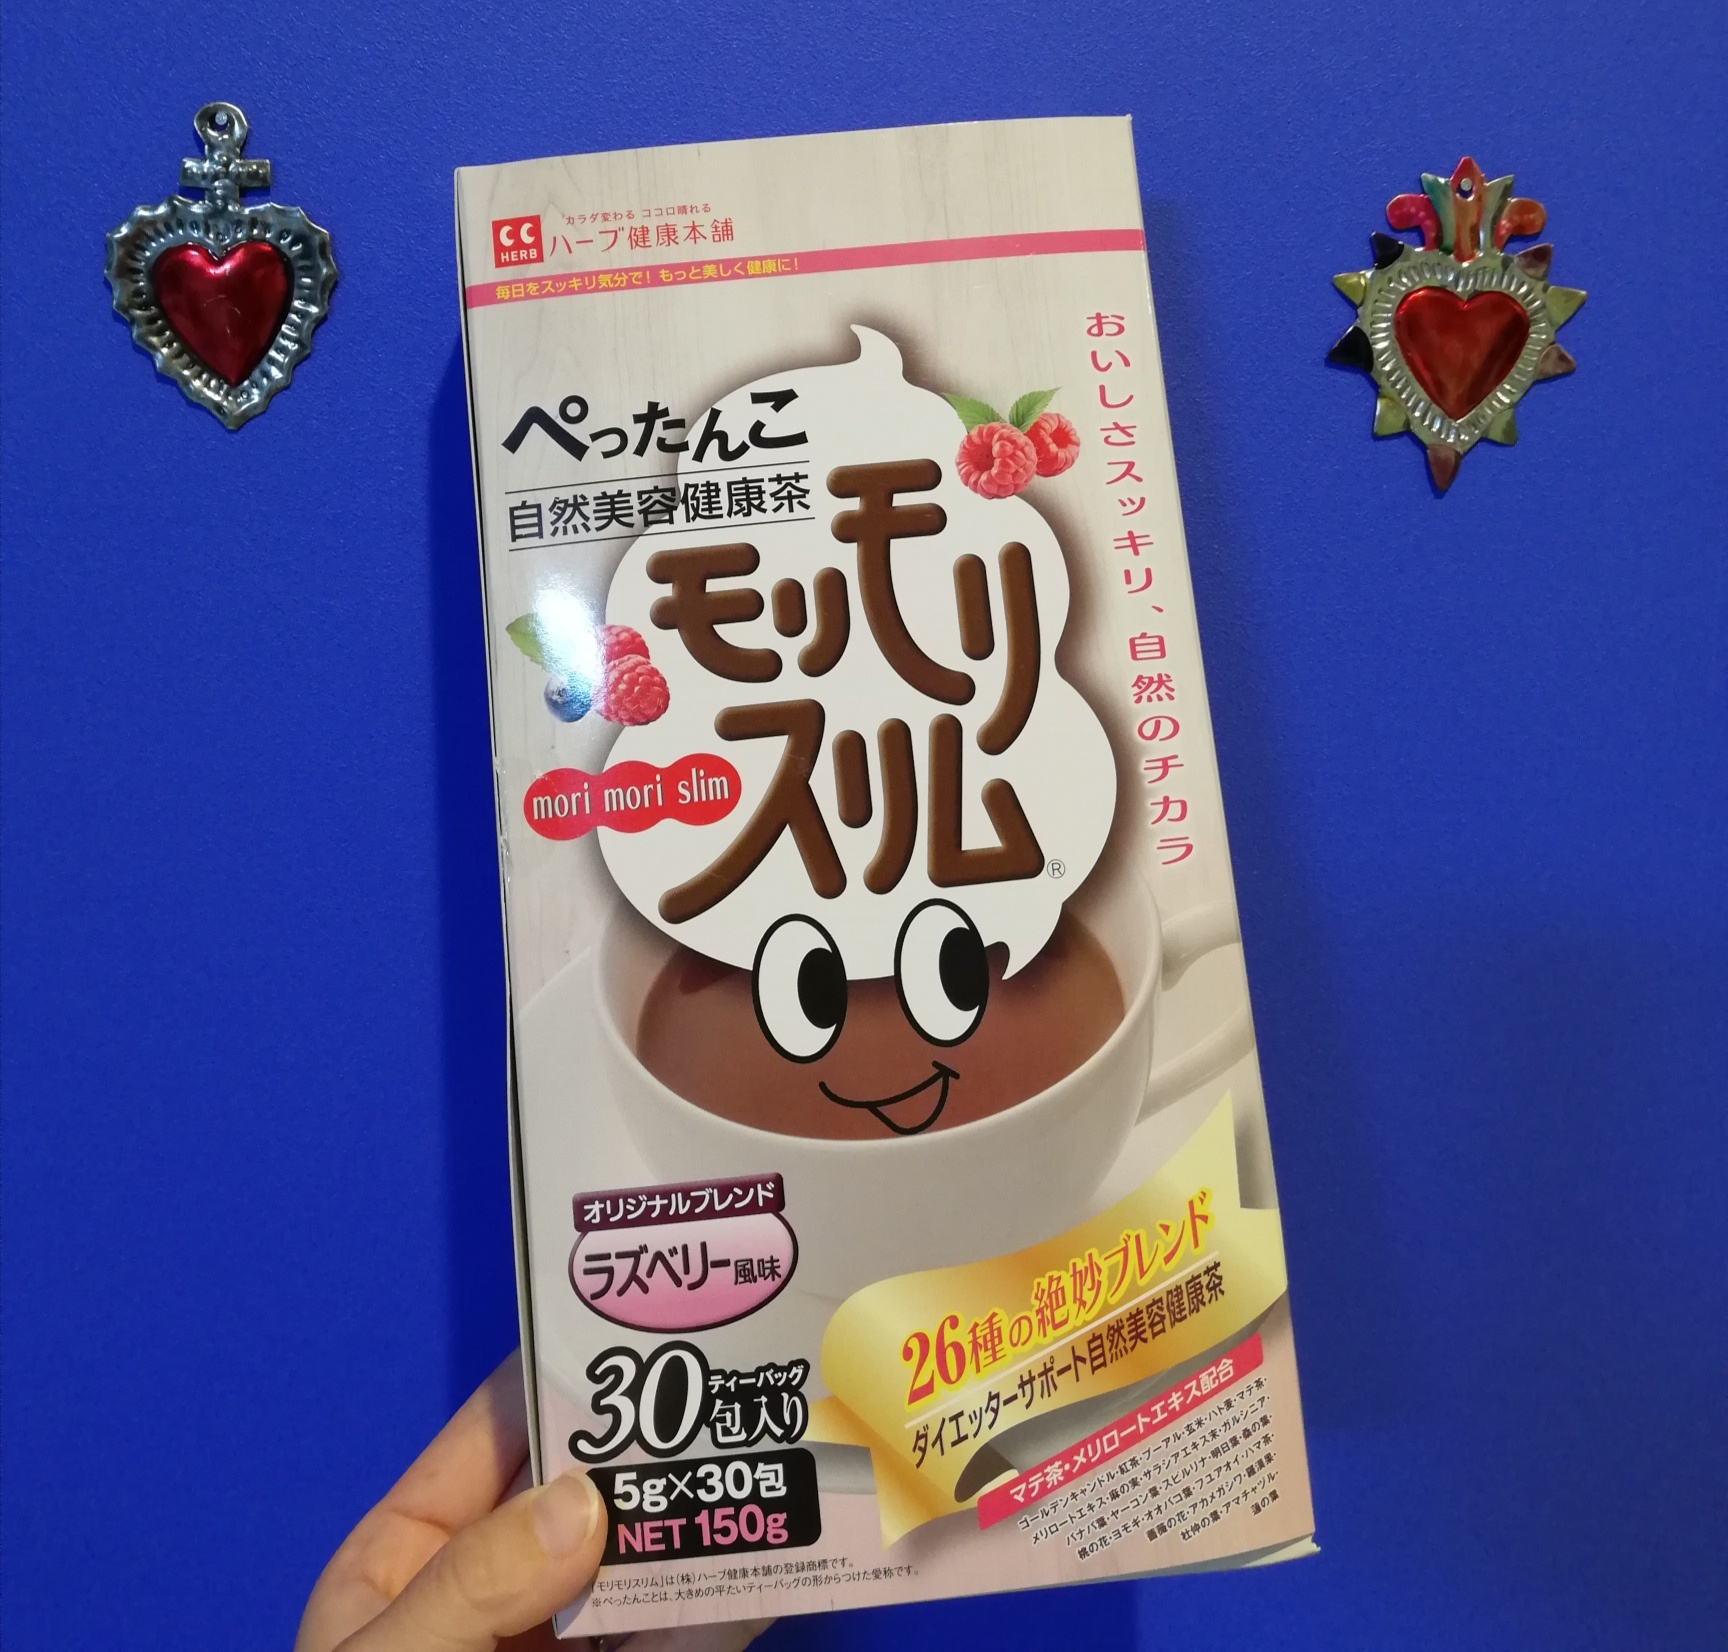 カラダ変わる ココロ晴れる
CC
HERB
ハーブ健康本舗
毎日をスッキリ気分で! もっと美しく健康に!
おいしさスッキリ、自然のチカラ
ぺったんこ
自然美容健康茶
モリモリ
スリム®
mori mori slim
オリジナルブレンド
ラズベリー風味
30 ティーバッグ
包入り
5g×30包
NET 150g
26種の絶妙ブレンド
ダイエッターサポート自然美容健康茶
マテ茶・メリロートエキス配合
ゴールデンキャンドル・紅茶・プーアル・玄米・ハト麦・マテ茶・
メリロートエキス・麻の実・サラシアエキス末・ガルシニア・
バナバ葉・ヤーコン葉・スピルリナ・明日葉・桑の葉・
桃の花・ヨモギ・オオバコ葉・フユアオイ・ハマ茶・
薔薇の花・アカメガシワ・羅漢果・
杜仲の葉・アマチャヅル・
蓮の葉
「モリモリスリム」は(株)ハーブ健康本舗の登録商標です。
※ぺったんことは、大きめの平たいティーバッグの形からつけた愛称です。